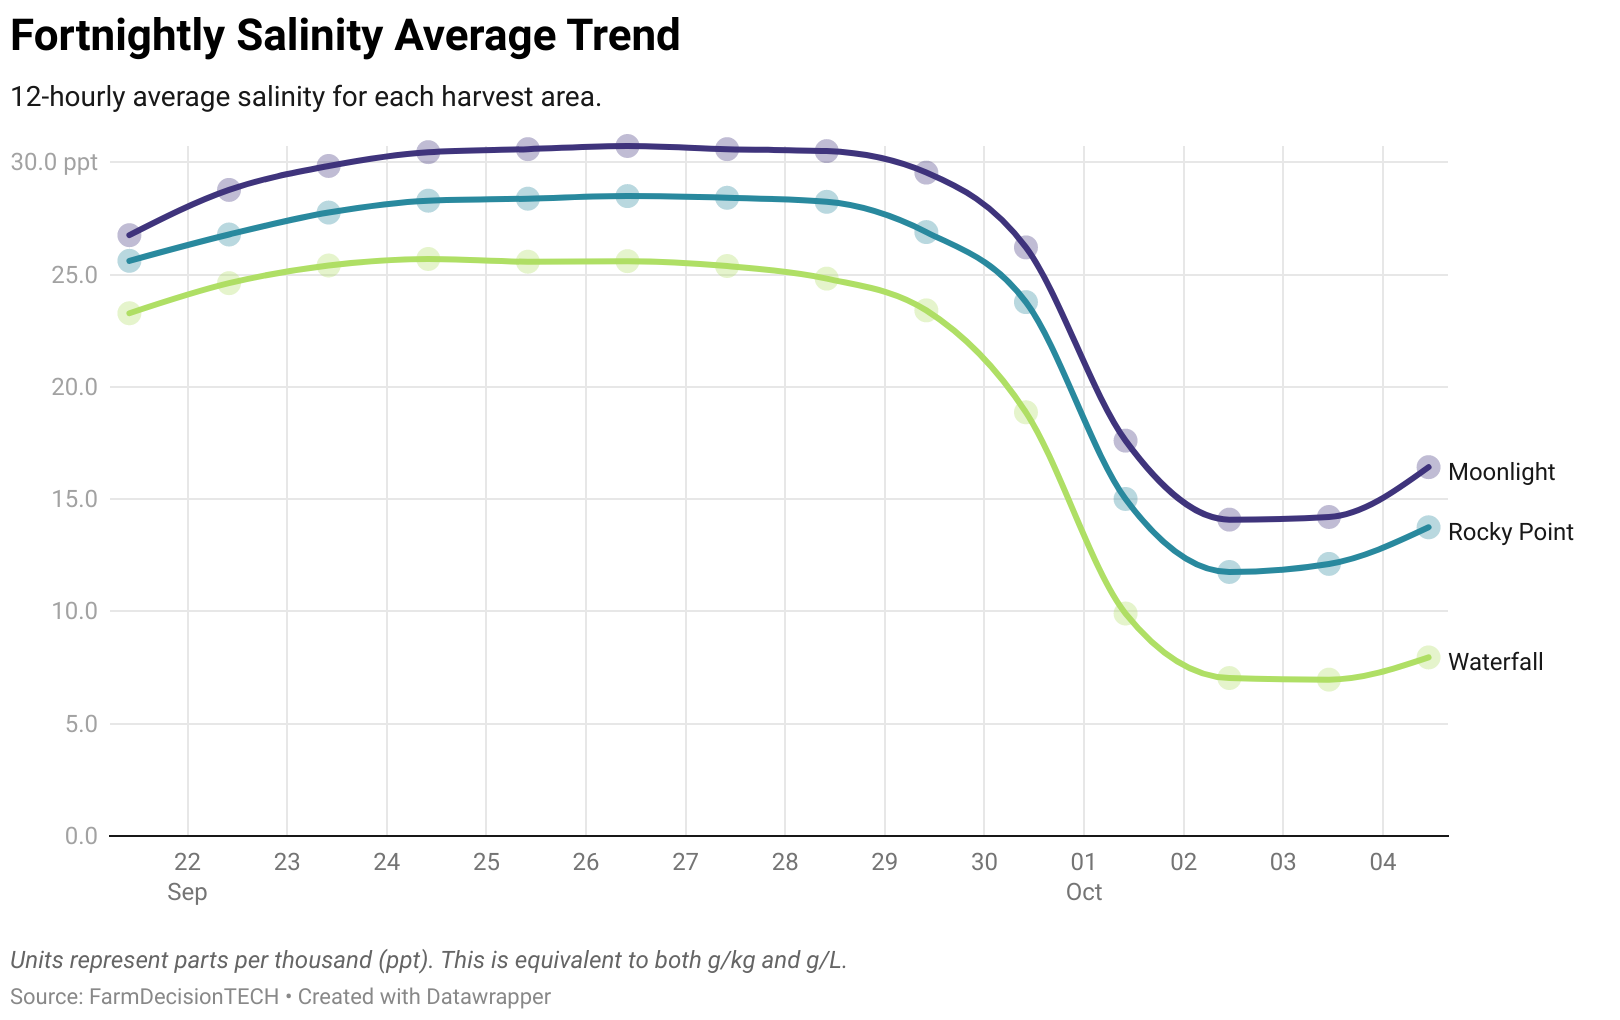 Fortnightly Salinity Average Trend
12-hourly average salinity for each harvest area.
30.0 ppt
25.0
20.0
15.0
10.0
5.0
0.0
Moonlight
Rocky Point
Waterfall
22 23 24 25 26 27 28 29 30 01 02 03 04
Sep Oct
Units represent parts per thousand (ppt). This is equivalent to both g/kg and g/L.
Source: FarmDecisionTECH • Created with Datawrapper